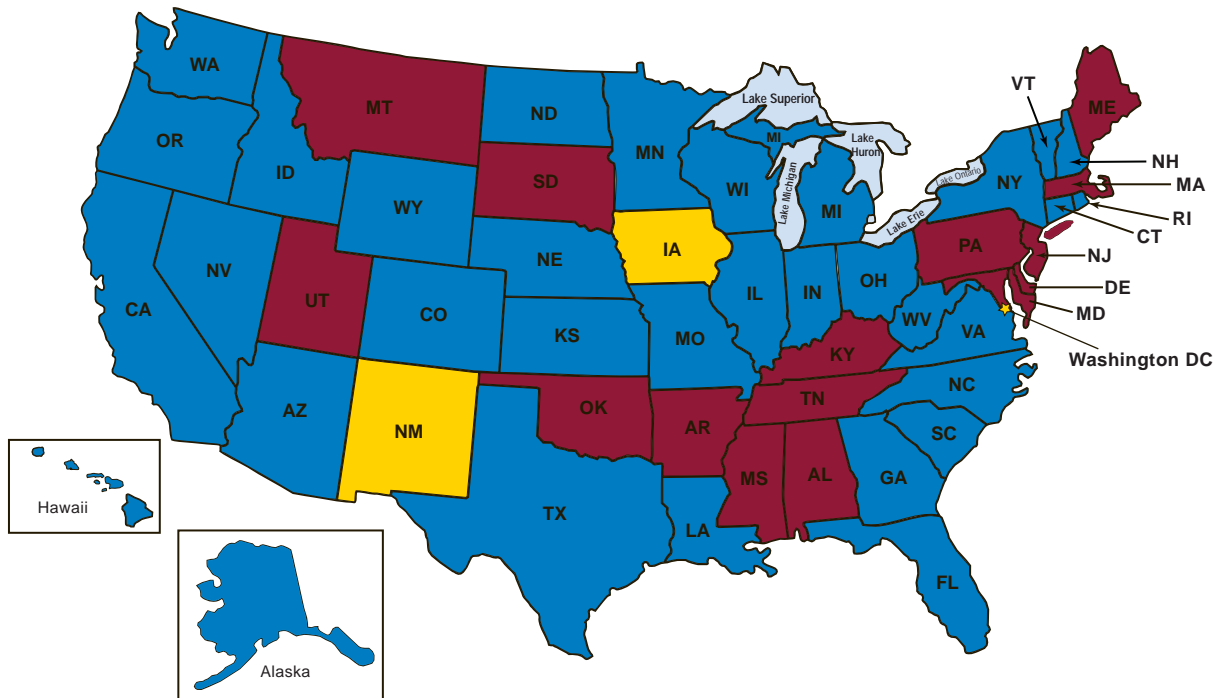 WA
MT
ND
MN
Lake Superior
MI
Lake
Huron
VT
ME
OR
ID
SD
WI
Lake Michigan
MI
Lake Ontario
NY
NH
MA
RI
CT
WY
IA
Lake Erie
PA
NJ
NV
UT
NE
IL
IN
OH
DE
MD
CA
CO
KS
MO
WV
VA
KY
Washington DC
AZ
NM
OK
AR
TN
NC
SC
MS
AL
GA
Hawaii
TX
LA
FL
Alaska